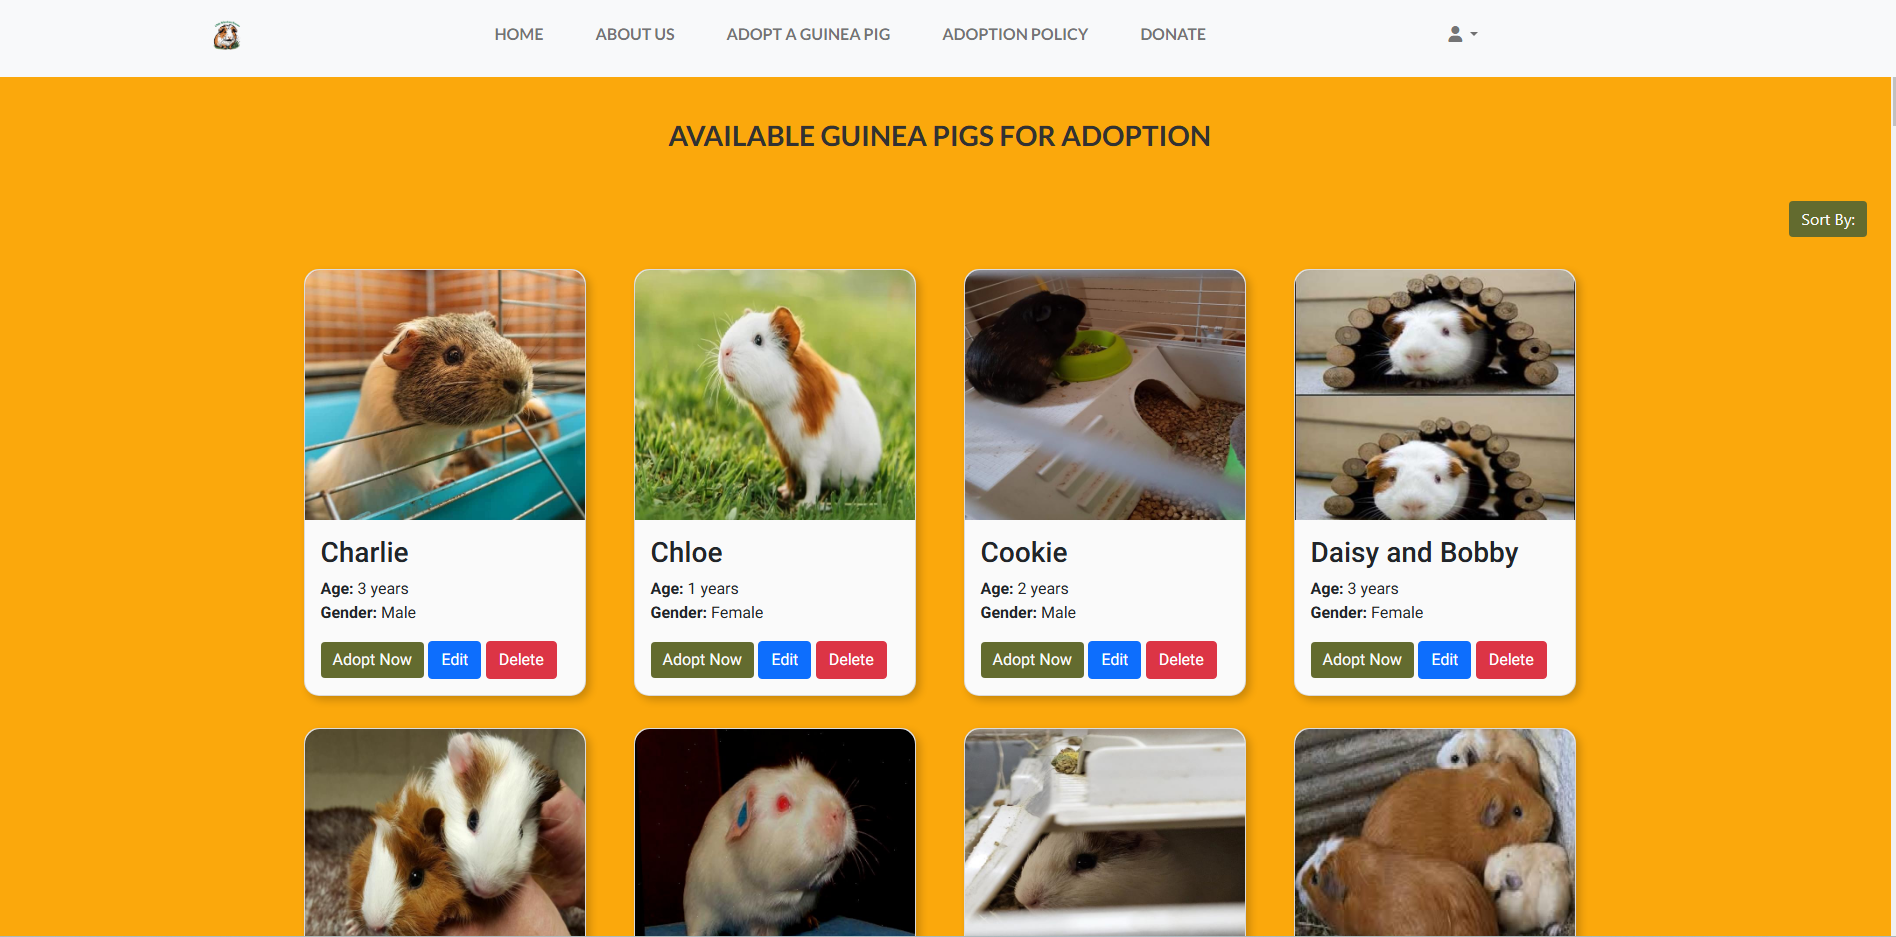 HOME ABOUT US ADOPT A GUINEA PIG ADOPTION POLICY DONATE
AVAILABLE GUINEA PIGS FOR ADOPTION
Sort By:
Charlie
Age: 3 years
Gender: Male
Adopt Now Edit Delete
Chloe
Age: 1 years
Gender: Female
Adopt Now Edit Delete
Cookie
Age: 2 years
Gender: Male
Adopt Now Edit Delete
Daisy and Bobby
Age: 3 years
Gender: Female
Adopt Now Edit Delete